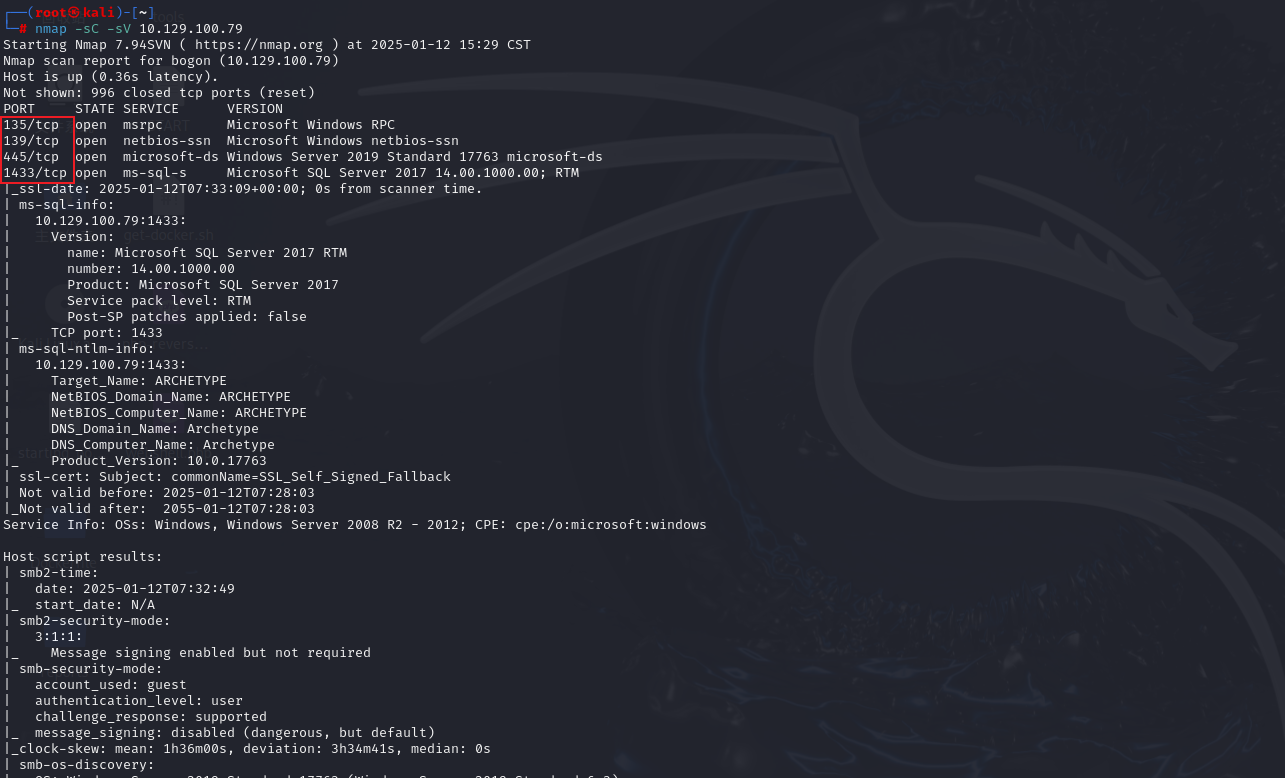 ┌──(root㉿kali)-[~]
└─# nmap -sC -sV 10.129.100.79
Starting Nmap 7.94SVN ( https://nmap.org ) at 2025-01-12 15:29 CST
Nmap scan report for bogon (10.129.100.79)
Host is up (0.36s latency).
Not shown: 996 closed tcp ports (reset)
PORT     STATE SERVICE      VERSION
135/tcp  open  msrpc        Microsoft Windows RPC
139/tcp  open  netbios-ssn  Microsoft Windows netbios-ssn
445/tcp  open  microsoft-ds Windows Server 2019 Standard 17763 microsoft-ds
1433/tcp open  ms-sql-s     Microsoft SQL Server 2017 14.00.1000.00; RTM
|_ssl-date: 2025-01-12T07:33:09+00:00; 0s from scanner time.
| ms-sql-info:
|   10.129.100.79:1433:
|     Version:
|       name: Microsoft SQL Server 2017 RTM
|       number: 14.00.1000.00
|       Product: Microsoft SQL Server 2017
|       Service pack level: RTM
|       Post-SP patches applied: false
|_    TCP port: 1433
| ms-sql-ntlm-info:
|   10.129.100.79:1433:
|     Target_Name: ARCHETYPE
|     NetBIOS_Domain_Name: ARCHETYPE
|     NetBIOS_Computer_Name: ARCHETYPE
|     DNS_Domain_Name: Archetype
|     DNS_Computer_Name: Archetype
|_    Product_Version: 10.0.17763
| ssl-cert: Subject: commonName=SSL_Self_Signed_Fallback
| Not valid before: 2025-01-12T07:28:03
|_Not valid after:  2055-01-12T07:28:03
Service Info: OSs: Windows, Windows Server 2008 R2 - 2012; CPE: cpe:/o:microsoft:windows
Host script results:
| smb2-time:
|   date: 2025-01-12T07:32:49
|_  start_date: N/A
| smb2-security-mode:
|   3:1:1:
|_    Message signing enabled but not required
| smb-security-mode:
|   account_used: guest
|   authentication_level: user
|   challenge_response: supported
|_  message_signing: disabled (dangerous, but default)
|_clock-skew: mean: 1h36m00s, deviation: 3h34m41s, median: 0s
| smb-os-discovery:
get-docker.sh